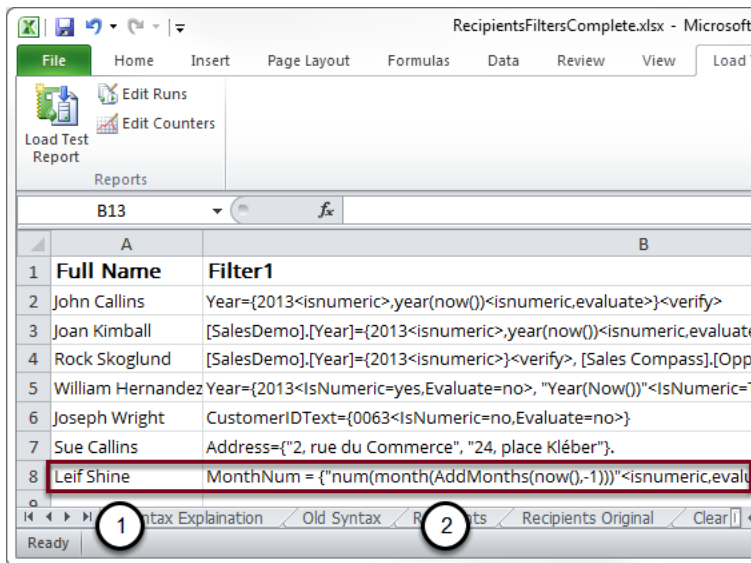 RecipientsFiltersComplete.xlsx - Microsoft
File Home Insert Page Layout Formulas Data Review View Load
Edit Runs
Edit Counters
Load Test
Report
Reports
B13 fx
A B
1 Full Name Filter1
2 John Callins Year={2013<isnumeric>,year(now())<isnumeric,evaluate>}<verify>
3 Joan Kimball [SalesDemo].[Year]={2013<isnumeric>,year(now())<isnumeric,evaluate
4 Rock Skoglund [SalesDemo].[Year]={2013<isnumeric>}<verify>, [Sales Compass].[Opp
5 William Hernandez Year={2013<IsNumeric=yes,Evaluate=no>, "Year(Now())"<IsNumeric=
6 Joseph Wright CustomerIDText={0063<IsNumeric=no,Evaluate=no>}
7 Sue Callins Address={"2, rue du Commerce", "24, place Kléber"}.
8 Leif Shine MonthNum = {"num(month(AddMonths(now(),-1)))"<isnumeric,evalu
1 Explaination Old Syntax 2 Recipients Original Clear
Ready